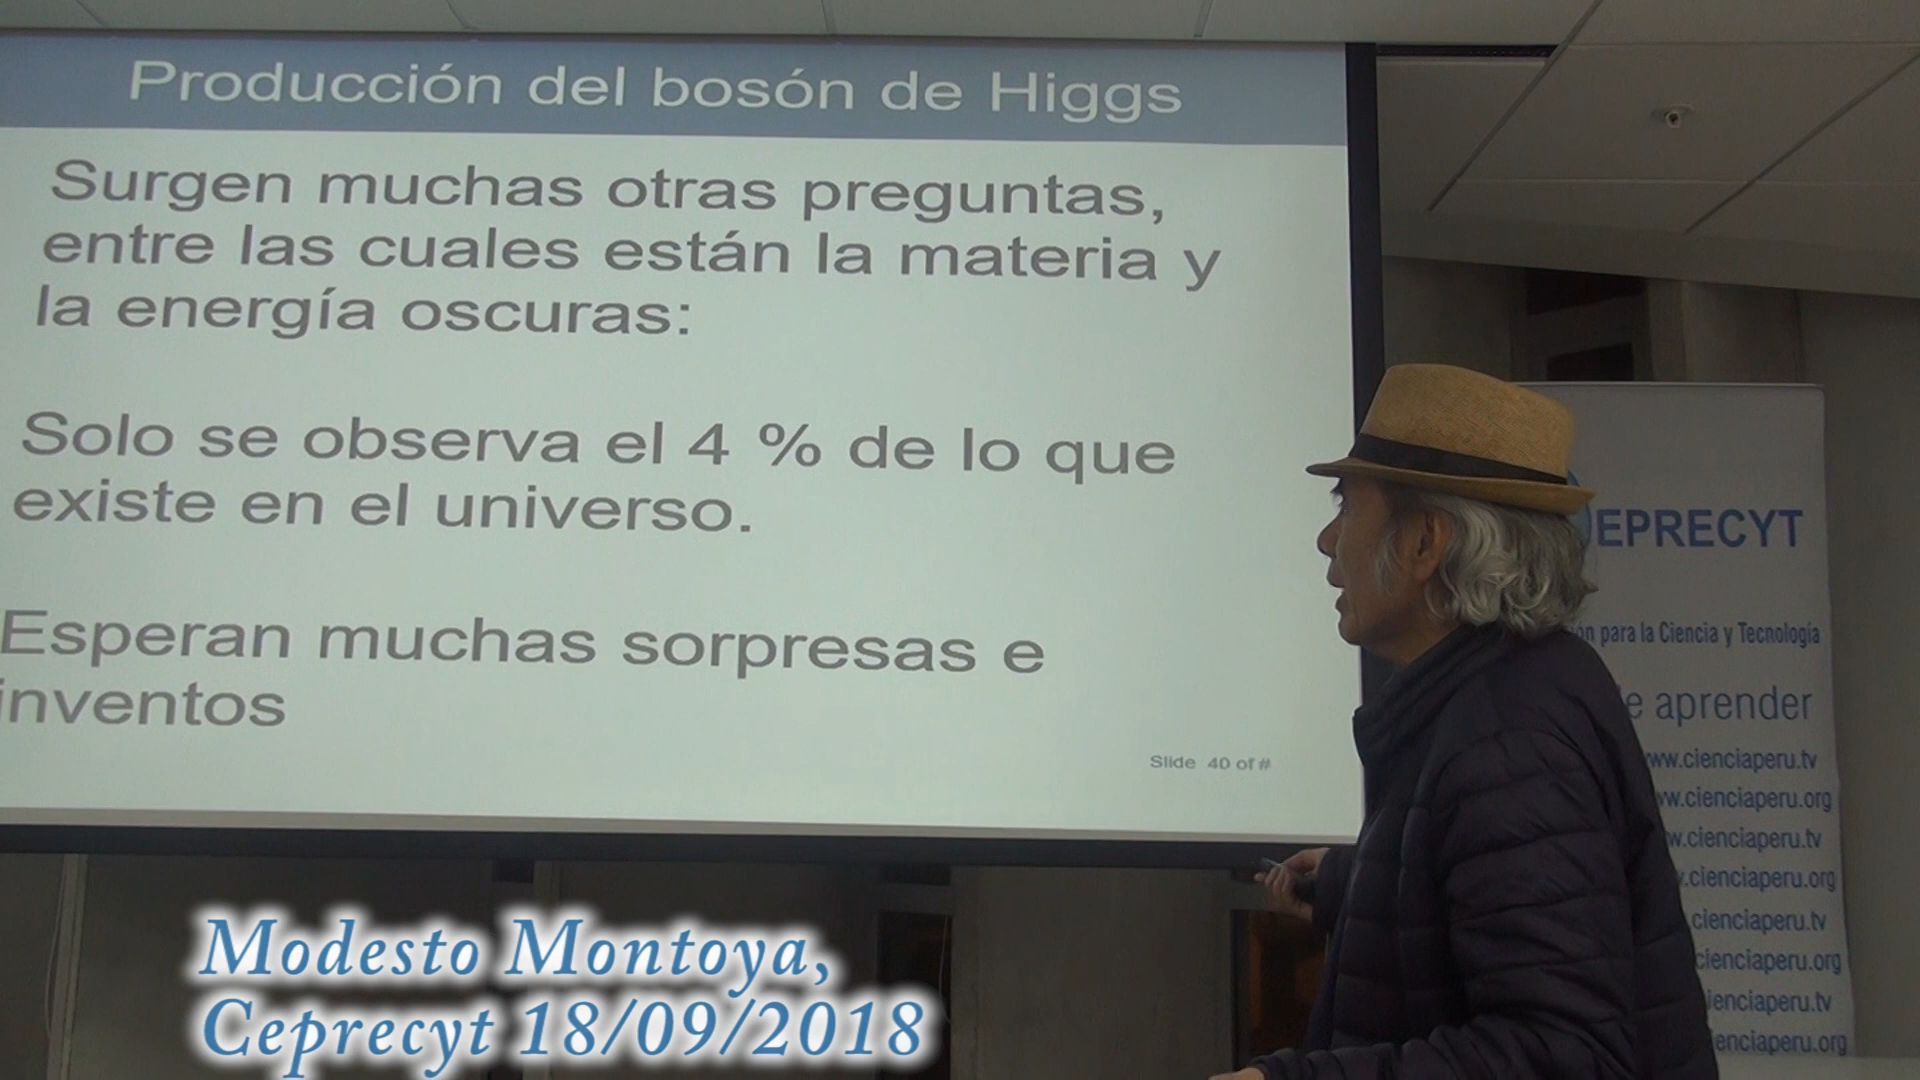 Producción del bosón de Higgs
Surgen muchas otras preguntas,
entre las cuales están la materia y
la energía oscuras:
Solo se observa el 4 % de lo que
existe en el universo.
Esperan muchas sorpresas e
inventos
Slide 40 of #
EPRECYT
para la Ciencia y Tecnología
aprender
www.cienciaperu.tv
www.cienciaperu.org
w.cienciaperu.tv
.cienciaperu.org
cienciaperu.tv
cienciaperu.org
ienciaperu.tv
enciaperu.org
Modesto Montoya,
Ceprecyt 18/09/2018